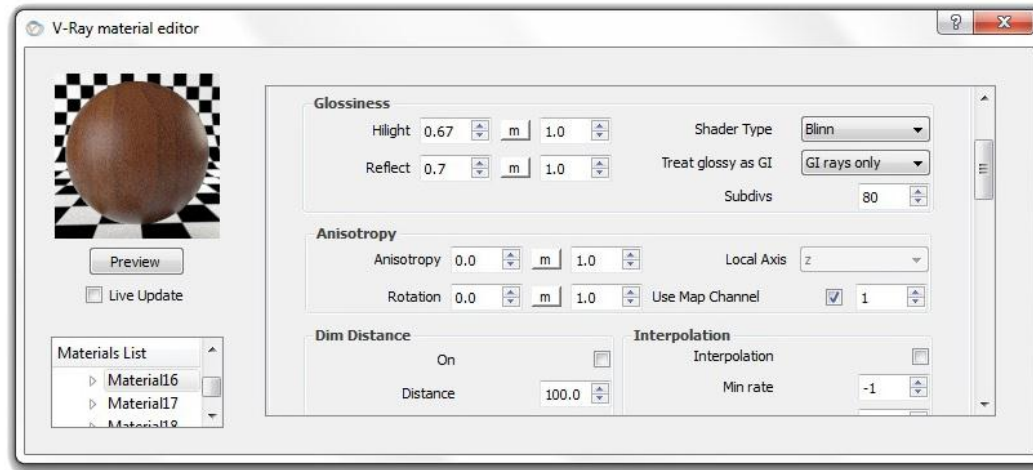 V-Ray material editor
Glossiness
Hilight 0.67 m 1.0 Shader Type Blinn
Reflect 0.7 m 1.0 Treat glossy as GI GI rays only
Subdivs 80
Anisotropy
Anisotropy 0.0 m 1.0 Local Axis z
Rotation 0.0 m 1.0 Use Map Channel 1
Dim Distance Interpolation
On Interpolation
Distance 100.0 Min rate -1
Preview
Live Update
Materials List
Material16
Material17
Material18